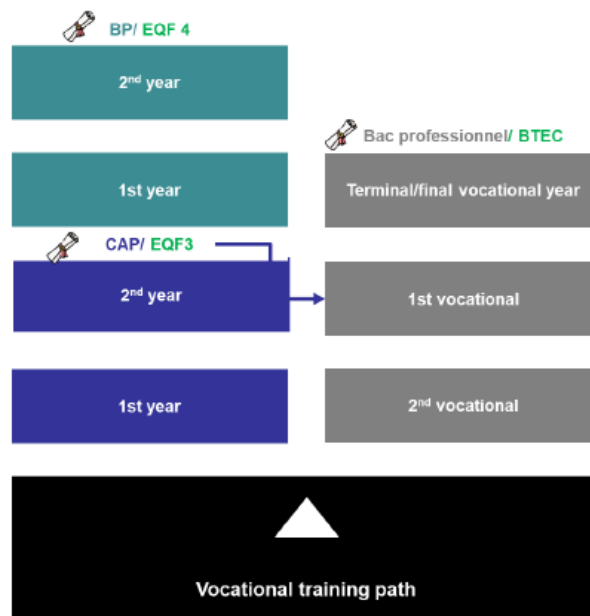 BP/ EQF 4
2nd year
Bac professionnel/ BTEC
1st year
Terminal/final vocational year
CAP/ EQF3
2nd year
1st vocational
1st year
2nd vocational
Vocational training path